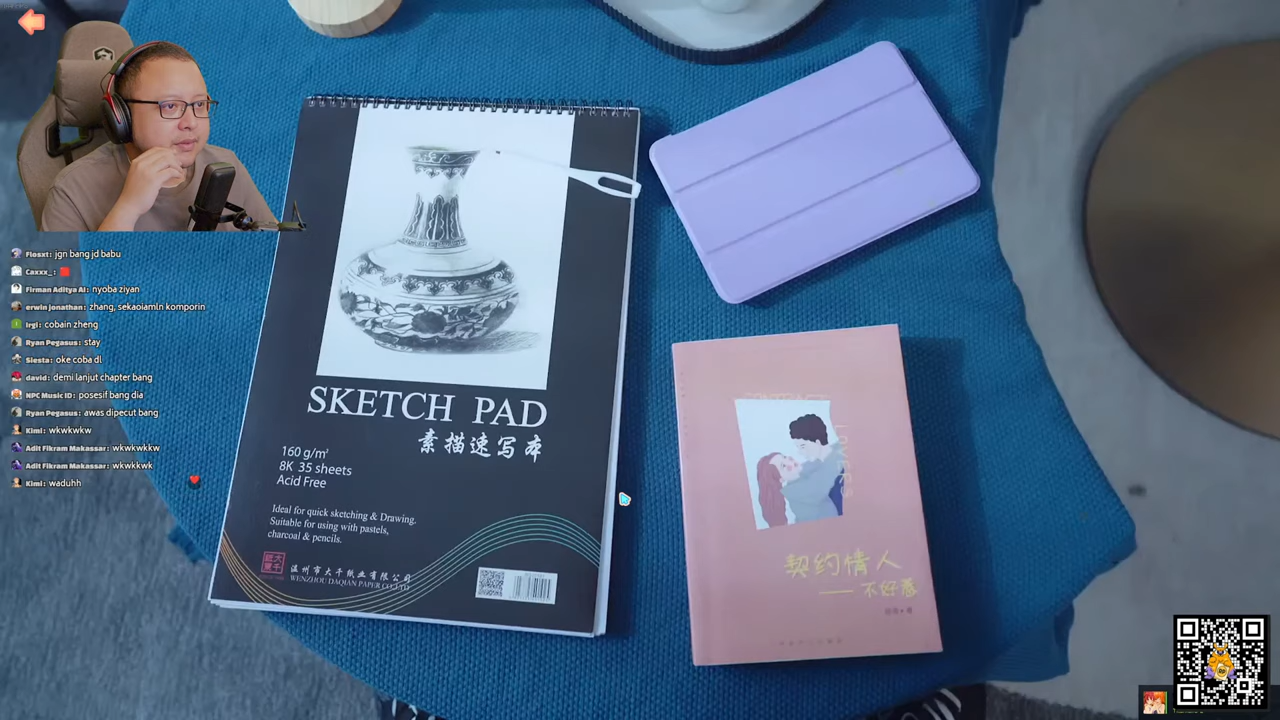 Flosxt: jgn bang jd babu
Caxxx_:
Firman Aditya AI: nyoba ziyan
erwin jonathan: zhang, sekaoiamln komporin
Irgi: cobain zheng
Ryan Pegasus: stay
Siesta: oke coba dl
david: demi lanjut chapter bang
NPC Music ID: posesif bang dia
Ryan Pegasus: awas dipecut bang
Kimi: wkwkwkw
Adit Fikram Makassar: wkwkwkkw
Adit Fikram Makassar: wkwkkwk
Kimi: waduhh
SKETCH PAD
素描速写本
160 g/m²
8K 35 sheets
Acid Free
Ideal for quick sketching & Drawing.
Suitable for using with pastels,
charcoal & pencils.
温州市大千纸业有限公司
WENZHOU DAQIAN PAPER CO.,LTD
契约情人
——不好惹